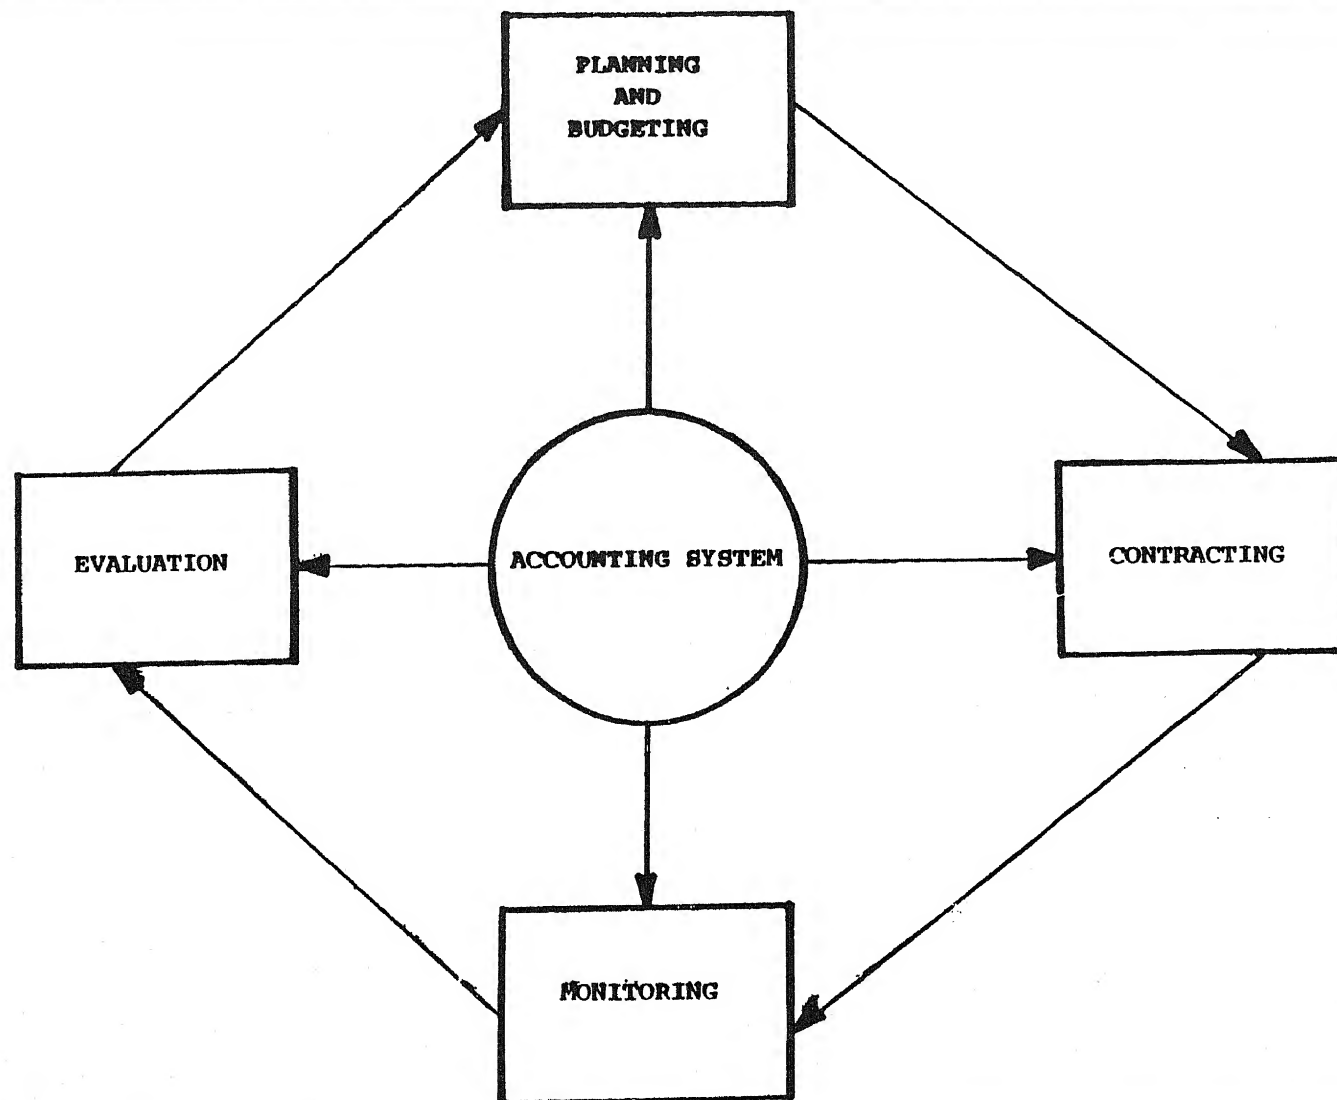 PLANNING
AND
BUDGETING
EVALUATION
ACCOUNTING SYSTEM
CONTRACTING
MONITORING